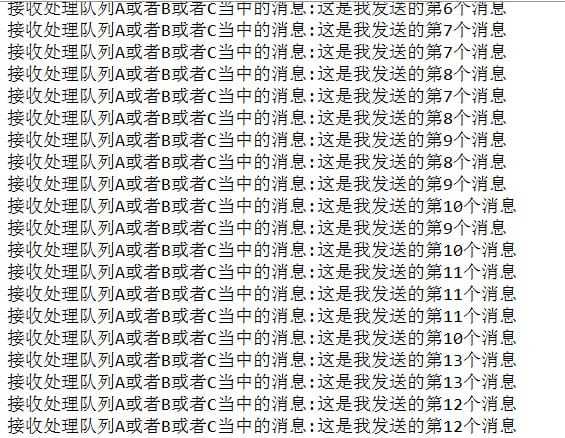 接收处理队列A或者B或者C当中的消息:这是我发送的第6个消息
接收处理队列A或者B或者C当中的消息:这是我发送的第7个消息
接收处理队列A或者B或者C当中的消息:这是我发送的第7个消息
接收处理队列A或者B或者C当中的消息:这是我发送的第8个消息
接收处理队列A或者B或者C当中的消息:这是我发送的第7个消息
接收处理队列A或者B或者C当中的消息:这是我发送的第8个消息
接收处理队列A或者B或者C当中的消息:这是我发送的第9个消息
接收处理队列A或者B或者C当中的消息:这是我发送的第8个消息
接收处理队列A或者B或者C当中的消息:这是我发送的第9个消息
接收处理队列A或者B或者C当中的消息:这是我发送的第10个消息
接收处理队列A或者B或者C当中的消息:这是我发送的第9个消息
接收处理队列A或者B或者C当中的消息:这是我发送的第10个消息
接收处理队列A或者B或者C当中的消息:这是我发送的第11个消息
接收处理队列A或者B或者C当中的消息:这是我发送的第11个消息
接收处理队列A或者B或者C当中的消息:这是我发送的第11个消息
接收处理队列A或者B或者C当中的消息:这是我发送的第10个消息
接收处理队列A或者B或者C当中的消息:这是我发送的第13个消息
接收处理队列A或者B或者C当中的消息:这是我发送的第13个消息
接收处理队列A或者B或者C当中的消息:这是我发送的第12个消息
接收处理队列A或者B或者C当中的消息:这是我发送的第12个消息